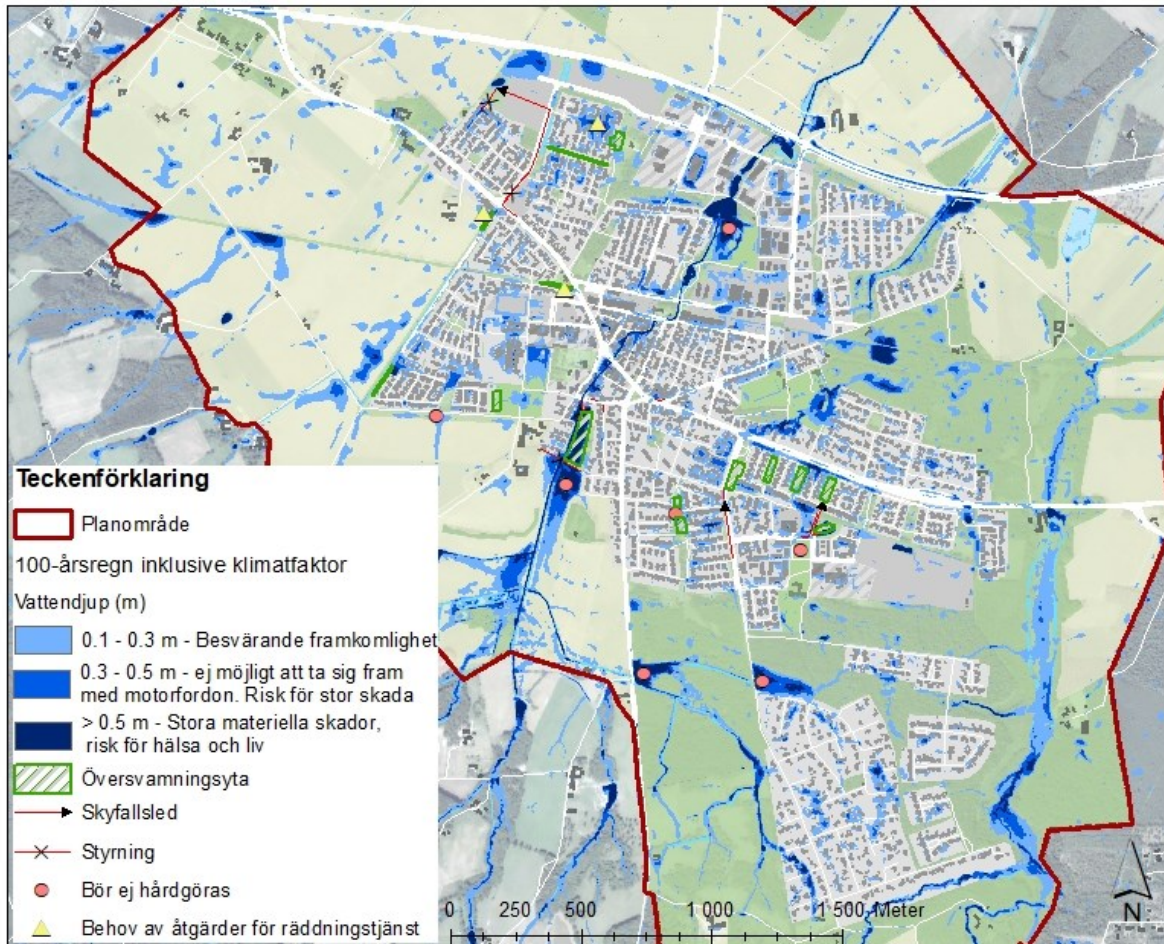 Teckenförklaring
Planområde
100-årsregn inklusive klimatfaktor
Vattendjup (m)
0.1 - 0.3 m - Besvärande framkomlighet
0.3 - 0.5 m - ej möjligt att ta sig fram
med motorfordon. Risk för stor skada
> 0.5 m - Stora materiella skador,
risk för hälsa och liv
Översvamningsyta
Skyfallsled
Styrning
Bör ej hårdgöras
Behov av åtgärder för räddningstjänst
0 250 500 1 000 1 500 Meter
N